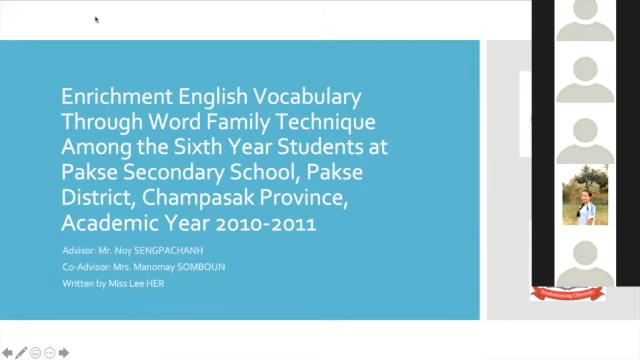 Enrichment English Vocabulary
Through Word Family Technique
Among the Sixth Year Students at
Pakse Secondary School, Pakse
District, Champasak Province,
Academic Year 2010-2011
Advisor: Mr. Noy SENGPACHANH
Co-Advisor: Mrs. Manomay SOMBOUN
Written by Miss Lee HER